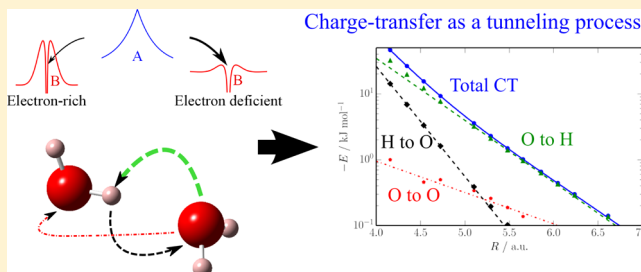 Charge-transfer as a tunneling process
A
B
B
Electron-rich
Electron deficient
Total CT
H to O
O to H
O to O
10¹
10⁰
10⁻¹
−E / kJ mol⁻¹
4.0 4.5 5.0 5.5 6.0 6.5 7
R / a.u.